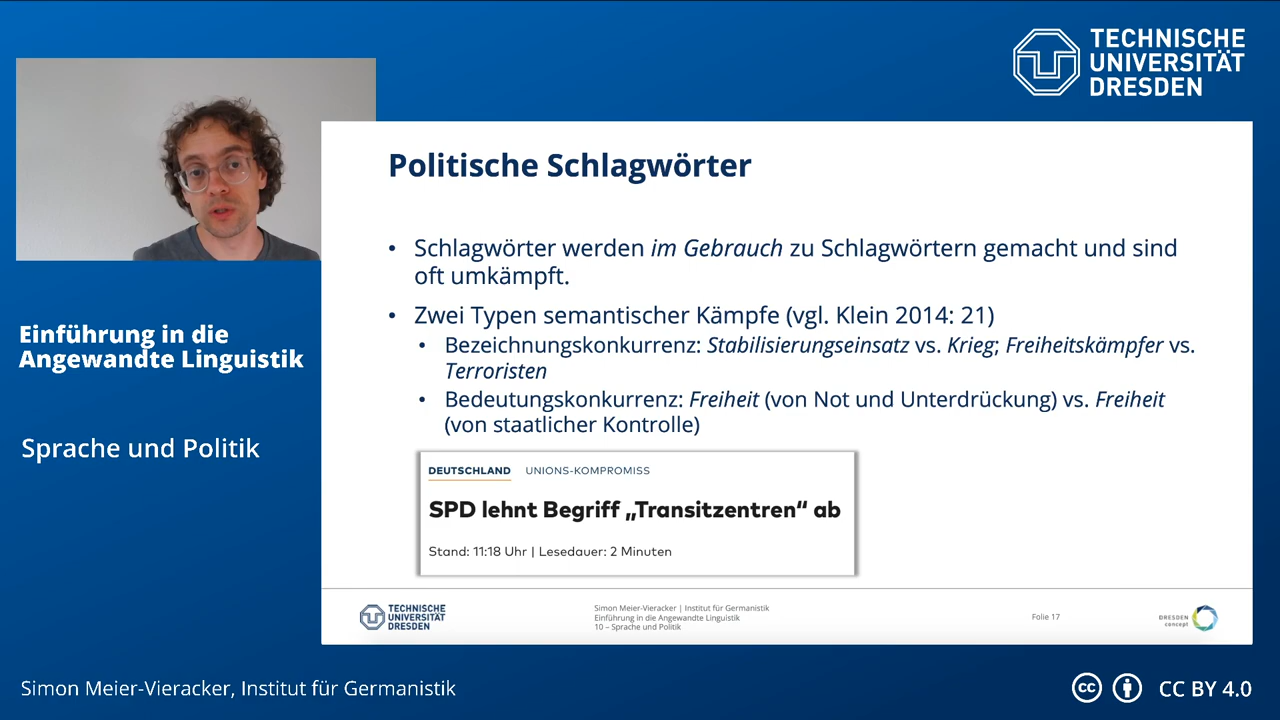 TECHNISCHE
UNIVERSITÄT
DRESDEN
Politische Schlagwörter
• Schlagwörter werden im Gebrauch zu Schlagwörtern gemacht und sind
oft umkämpft.
• Zwei Typen semantischer Kämpfe (vgl. Klein 2014: 21)
• Bezeichnungskonkurrenz: Stabilisierungseinsatz vs. Krieg; Freiheitskämpfer vs.
Terroristen
• Bedeutungskonkurrenz: Freiheit (von Not und Unterdrückung) vs. Freiheit
(von staatlicher Kontrolle)
DEUTSCHLAND UNIONS-KOMPROMISS
SPD lehnt Begriff „Transitzentren“ ab
Stand: 11:18 Uhr | Lesedauer: 2 Minuten
TECHNISCHE
UNIVERSITÄT
DRESDEN
Simon Meier-Vieracker | Institut für Germanistik
Einführung in die Angewandte Linguistik
10 – Sprache und Politik
Folie 17
DRESDEN
concept
Einführung in die
Angewandte Linguistik
Sprache und Politik
Simon Meier-Vieracker, Institut für Germanistik
cc CC BY 4.0